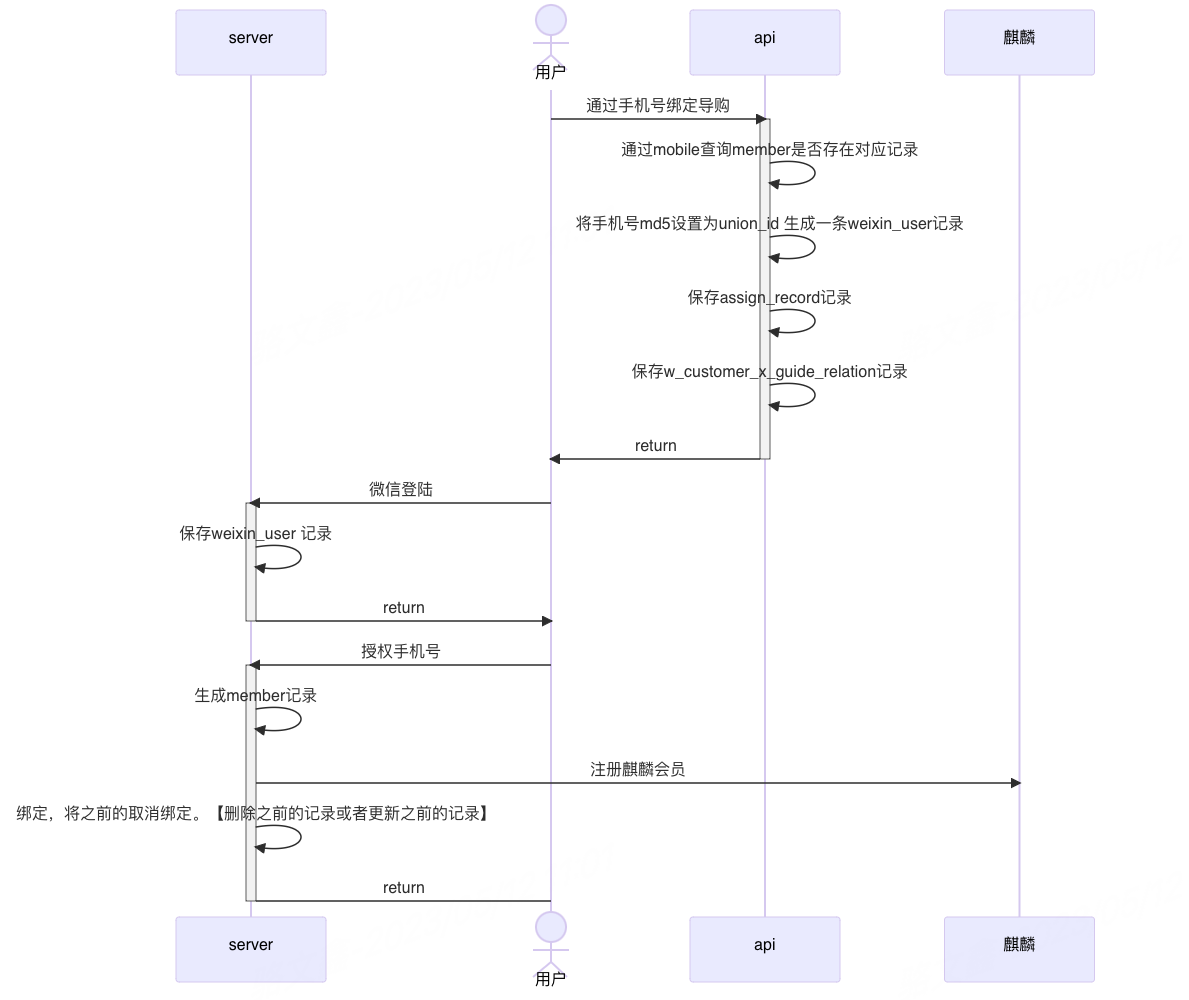 server
用户
api
麒麟
通过手机号绑定导购
通过mobile查询member是否存在对应记录
将手机号md5设置为union_id 生成一条weixin_user记录
保存assign_record记录
保存w_customer_x_guide_relation记录
return
微信登陆
保存weixin_user 记录
return
授权手机号
生成member记录
注册麒麟会员
绑定，将之前的取消绑定。【删除之前的记录或者更新之前的记录】
return
server
用户
api
麒麟